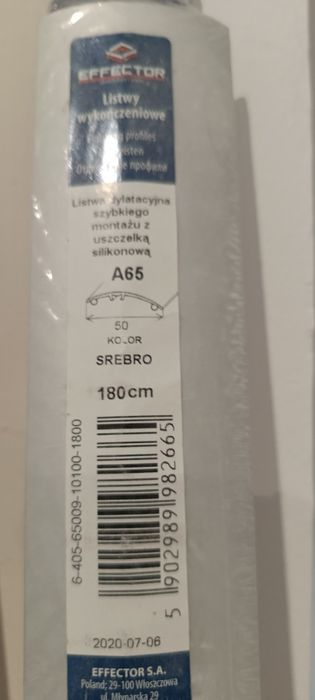 EFFECTOR
Listwy
wykończeniowe
profiles
Listwa dylatacyjna
szybkiego
montażu z
uszczelką
silikonową
A65
50
KOLOR
SREBRO
180cm
6-405-65009-10100-1800
5 902989 982665
2020-07-06
EFFECTOR S.A.
Poland; 29-100 Włoszczowa
ul. Młynarska 29